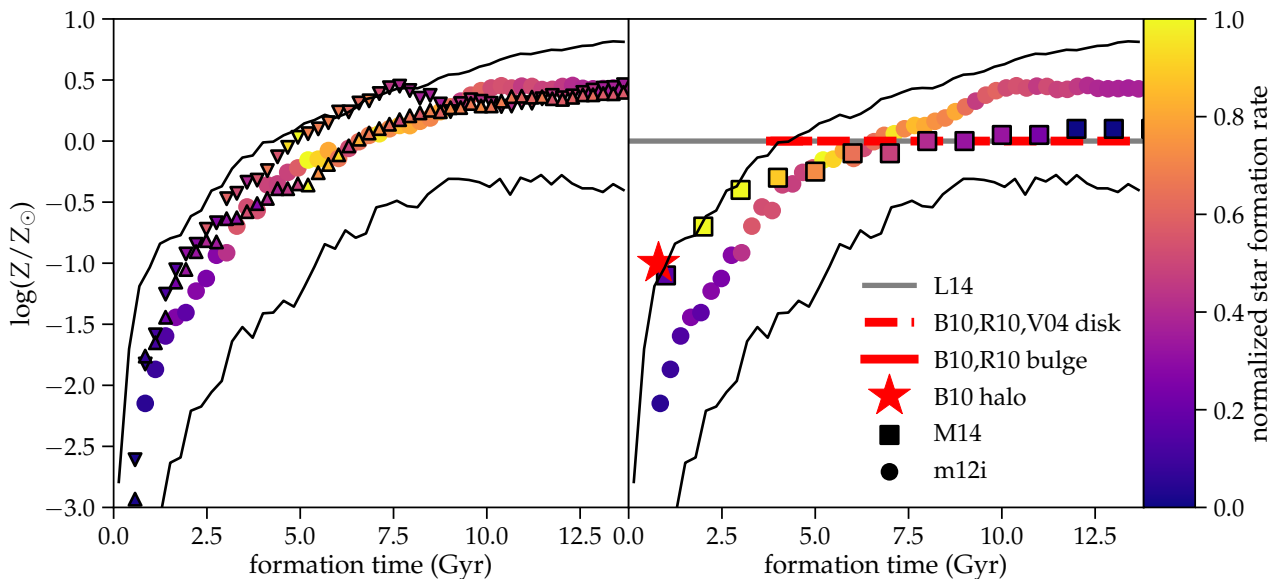 log(Z/Z⊙)
1.0
0.5
0.0
−0.5
−1.0
−1.5
−2.0
−2.5
−3.0
0.0 2.5 5.0 7.5 10.0 12.5
formation time (Gyr)
L14
B10,R10,V04 disk
B10,R10 bulge
B10 halo
M14
m12i
0.0 2.5 5.0 7.5 10.0 12.5
formation time (Gyr)
1.0
0.8
0.6
0.4
0.2
0.0
normalized star formation rate